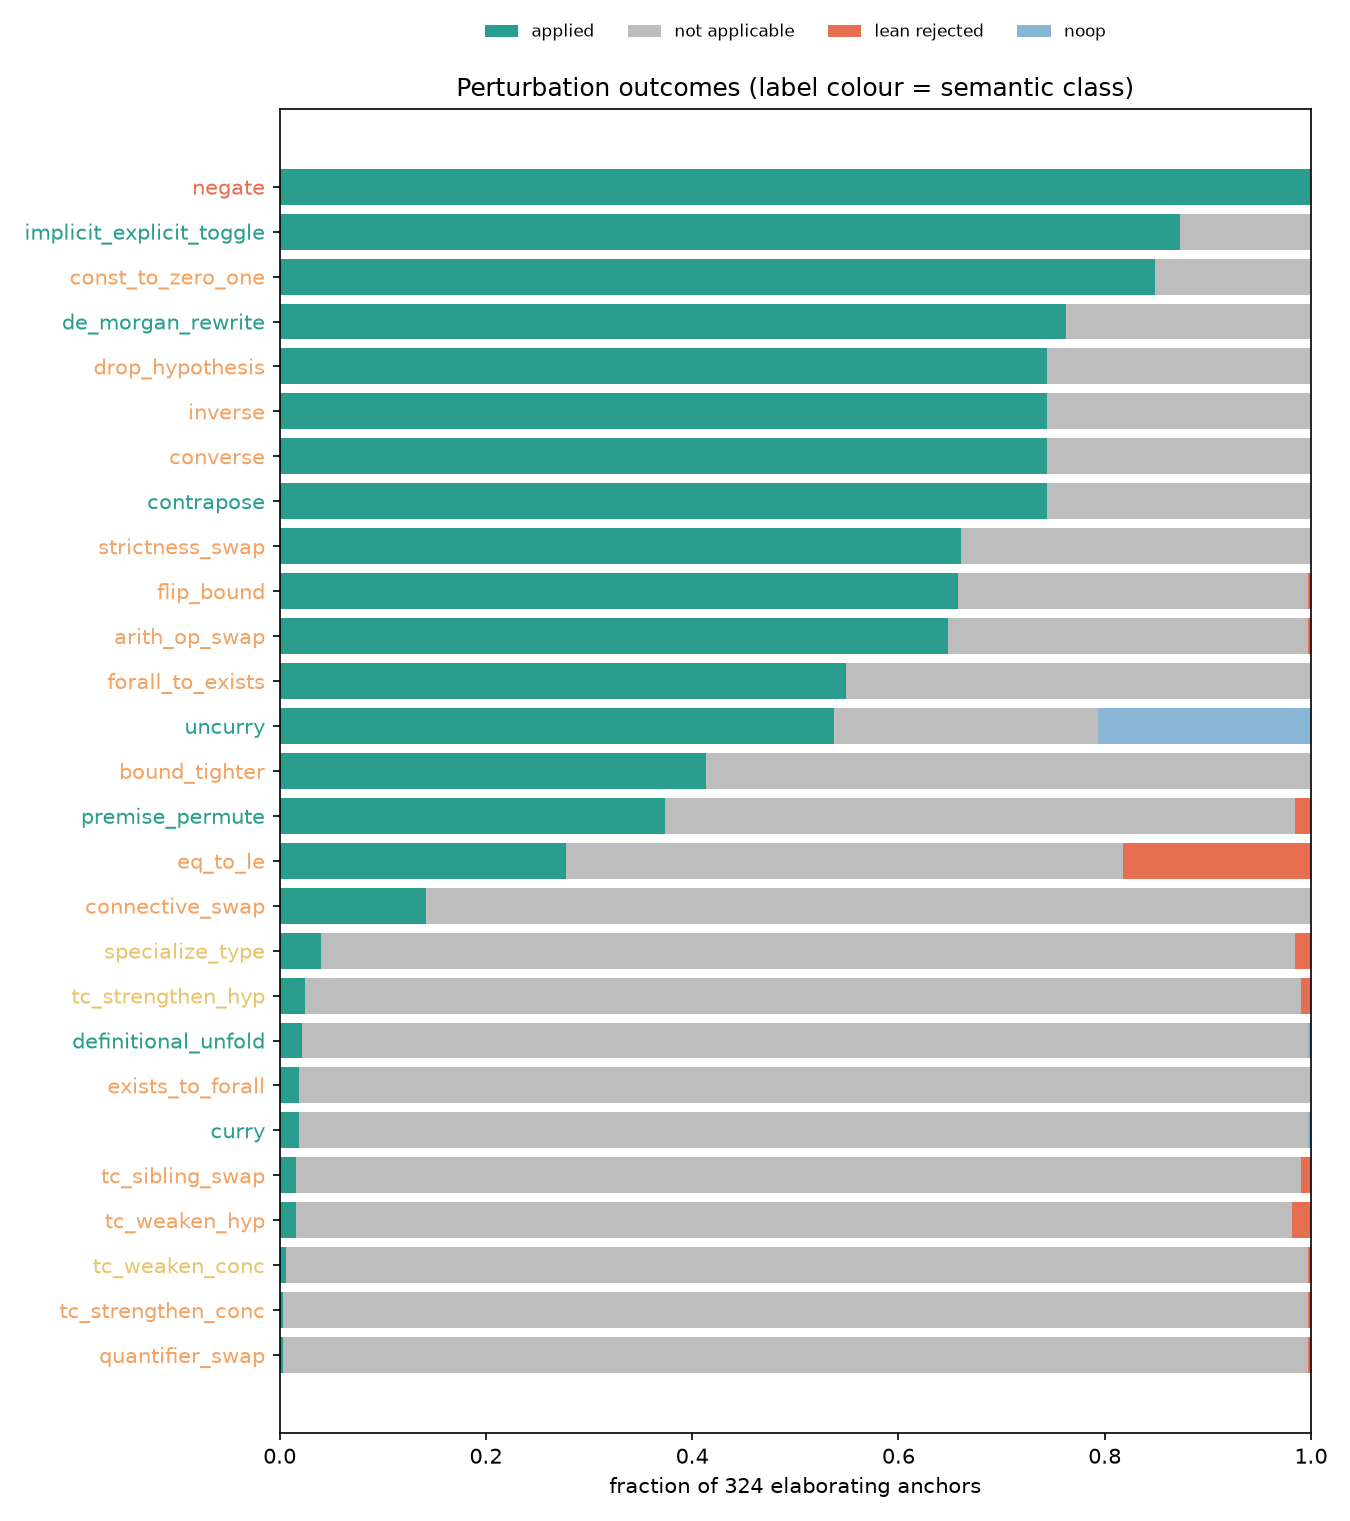 applied not applicable lean rejected noop
Perturbation outcomes (label colour = semantic class)
negate
implicit_explicit_toggle
const_to_zero_one
de_morgan_rewrite
drop_hypothesis
inverse
converse
contrapose
strictness_swap
flip_bound
arith_op_swap
forall_to_exists
uncurry
bound_tighter
premise_permute
eq_to_le
connective_swap
specialize_type
tc_strengthen_hyp
definitional_unfold
exists_to_forall
curry
tc_sibling_swap
tc_weaken_hyp
tc_weaken_conc
tc_strengthen_conc
quantifier_swap
0.0 0.2 0.4 0.6 0.8 1.0
fraction of 324 elaborating anchors